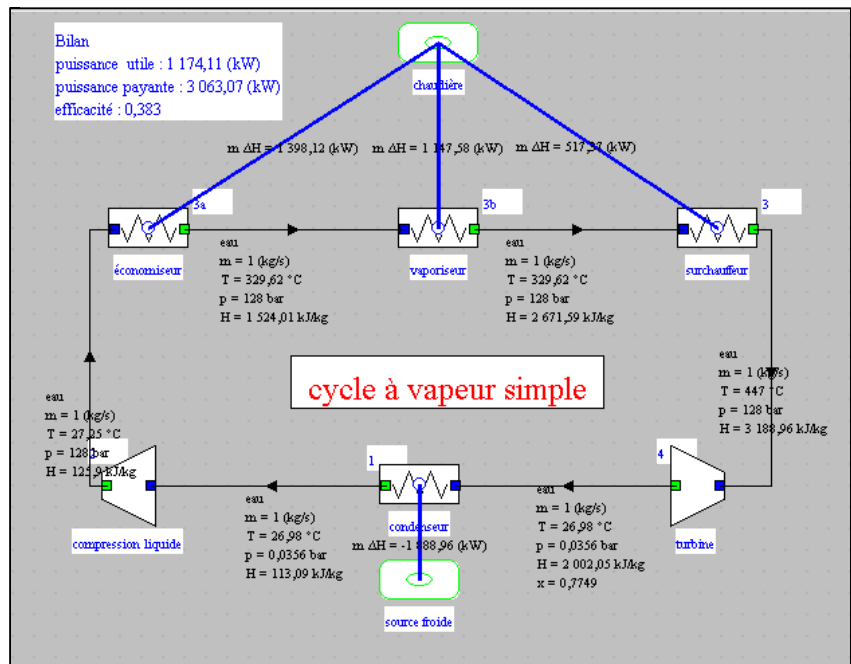 Bilan
puissance utile : 1 174,11 (kW)
puissance payante : 3 063,07 (kW)
efficacité : 0,383
chaudière
m ΔH = 1 398,12 (kW)
m ΔH = 1 147,58 (kW)
m ΔH = 517,37 (kW)
3a
3b
3
économiseur
vaporiseur
surchauffeur
eau
m = 1 (kg/s)
T = 329,62 °C
p = 128 bar
H = 1 524,01 kJ/kg
eau
m = 1 (kg/s)
T = 329,62 °C
p = 128 bar
H = 2 671,59 kJ/kg
eau
m = 1 (kg/s)
T = 447 °C
p = 128 bar
H = 3 188,96 kJ/kg
cycle à vapeur simple
eau
m = 1 (kg/s)
T = 27,25 °C
p = 128 bar
H = 125,9 kJ/kg
1
4
compression liquide
condenseur
turbine
eau
m = 1 (kg/s)
T = 26,98 °C
p = 0,0356 bar
H = 113,09 kJ/kg
m ΔH = -1 888,96 (kW)
eau
m = 1 (kg/s)
T = 26,98 °C
p = 0,0356 bar
H = 2 002,05 kJ/kg
x = 0,7749
source froide